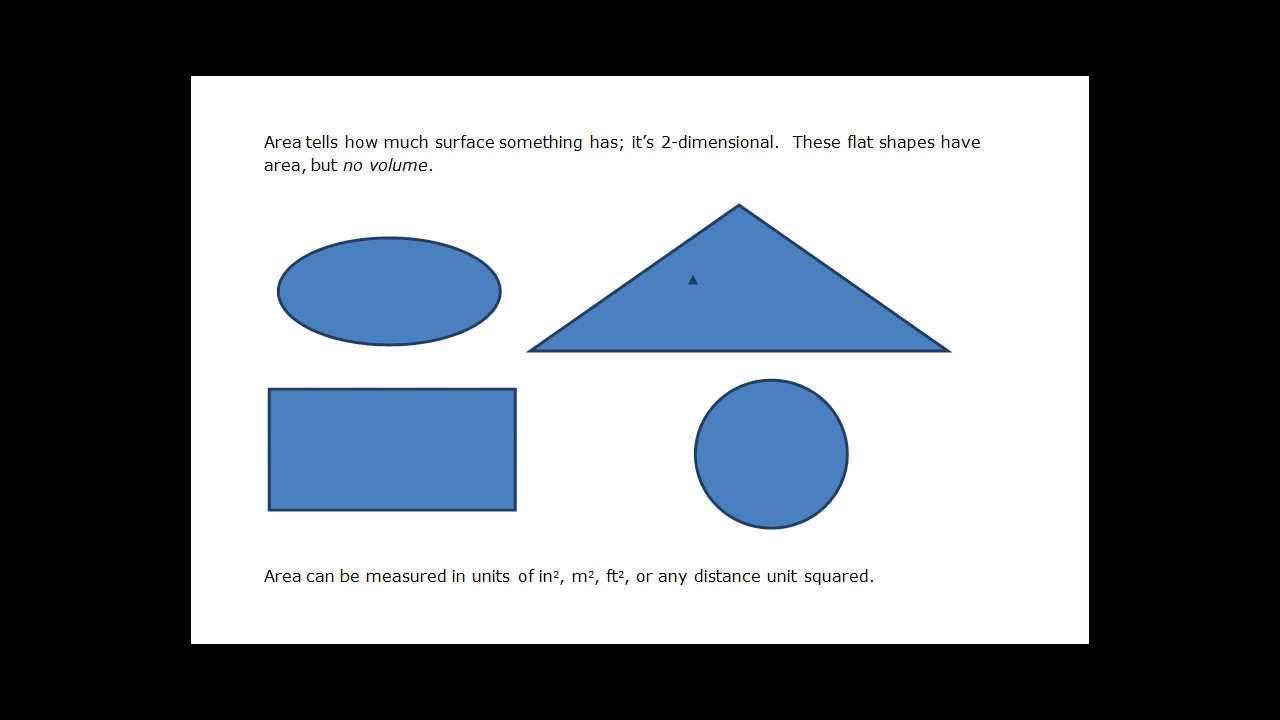 Area tells how much surface something has; it’s 2-dimensional.  These flat shapes have
area, but no volume.
Area can be measured in units of in², m², ft², or any distance unit squared.